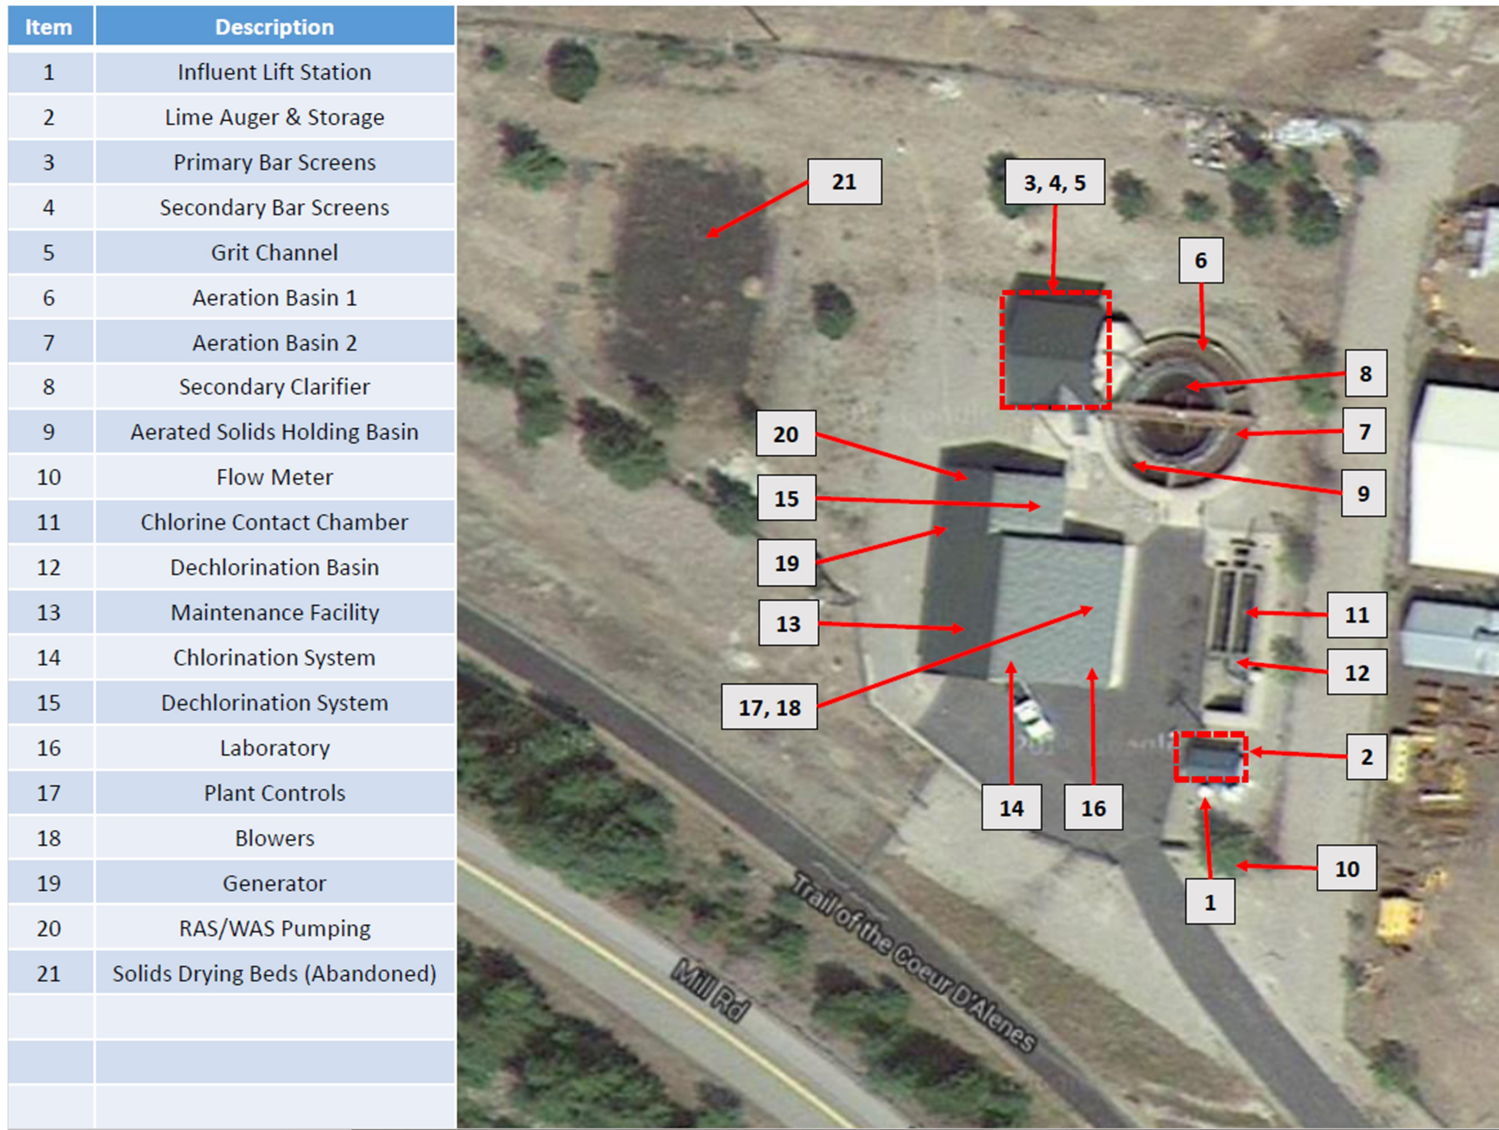 Item Description
1 Influent Lift Station
2 Lime Auger & Storage
3 Primary Bar Screens
4 Secondary Bar Screens
5 Grit Channel
6 Aeration Basin 1
7 Aeration Basin 2
8 Secondary Clarifier
9 Aerated Solids Holding Basin
10 Flow Meter
11 Chlorine Contact Chamber
12 Dechlorination Basin
13 Maintenance Facility
14 Chlorination System
15 Dechlorination System
16 Laboratory
17 Plant Controls
18 Blowers
19 Generator
20 RAS/WAS Pumping
21 Solids Drying Beds (Abandoned)
21
3, 4, 5
6
8
20
7
15
9
19
13
11
12
17, 18
2
14
16
10
1
Trail of the Coeur D'Alenes
Mill Rd